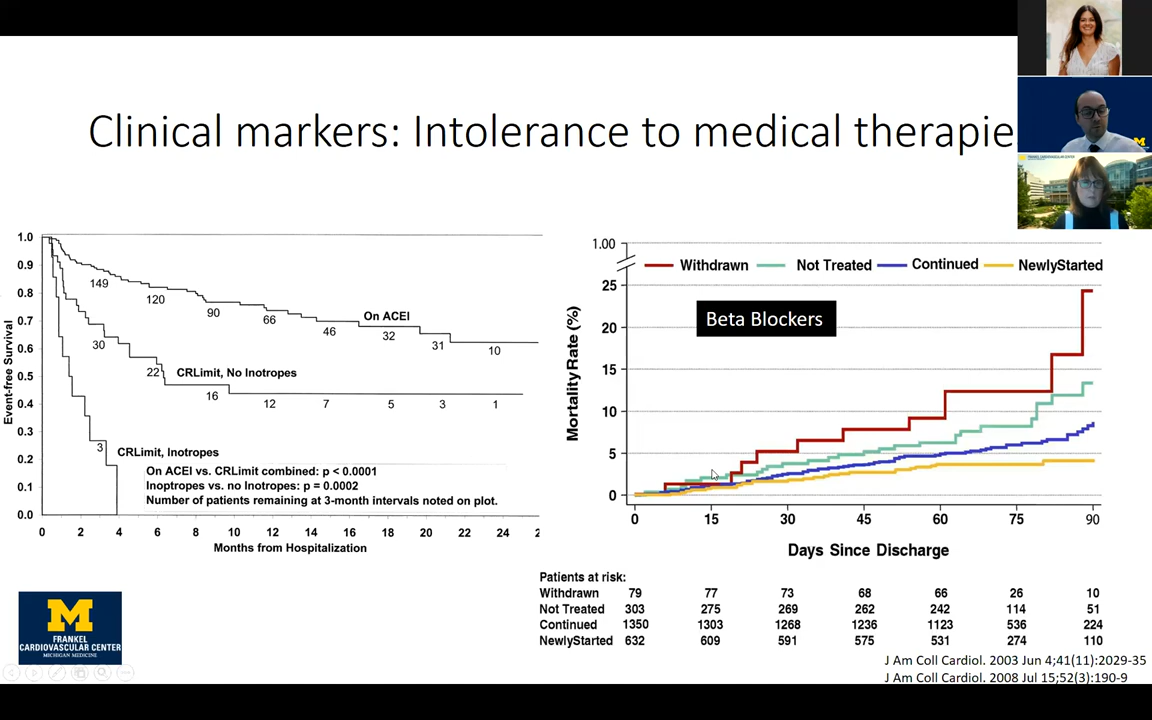 Clinical markers: Intolerance to medical therapie
1.0
0.9
0.8
0.7
0.6
0.5
0.4
0.3
0.2
0.1
0.0
Event-free Survival
149
120
90
66
46
32
31
10
On ACEI
30
22
16
12
7
5
3
1
CRLimit, No Inotropes
3
CRLimit, Inotropes
On ACEI vs. CRLimit combined: p < 0.0001
Inoptropes vs. no Inotropes: p = 0.0002
Number of patients remaining at 3-month intervals noted on plot.
0 2 4 6 8 10 12 14 16 18 20 22 24 2
Months from Hospitalization
1.00
25
20
15
10
5
0
Mortality Rate (%)
Withdrawn Not Treated Continued NewlyStarted
Beta Blockers
0 15 30 45 60 75 90
Days Since Discharge
Patients at risk:
Withdrawn 79 77 73 68 66 26 10
Not Treated 303 275 269 262 242 114 51
Continued 1350 1303 1268 1236 1123 536 224
NewlyStarted 632 609 591 575 531 274 110
J Am Coll Cardiol. 2003 Jun 4;41(11):2029-35
J Am Coll Cardiol. 2008 Jul 15;52(3):190-9
M
FRANKEL
CARDIOVASCULAR CENTER
MICHIGAN MEDICINE
M
FRANKEL CARDIOVASCULAR CENTER